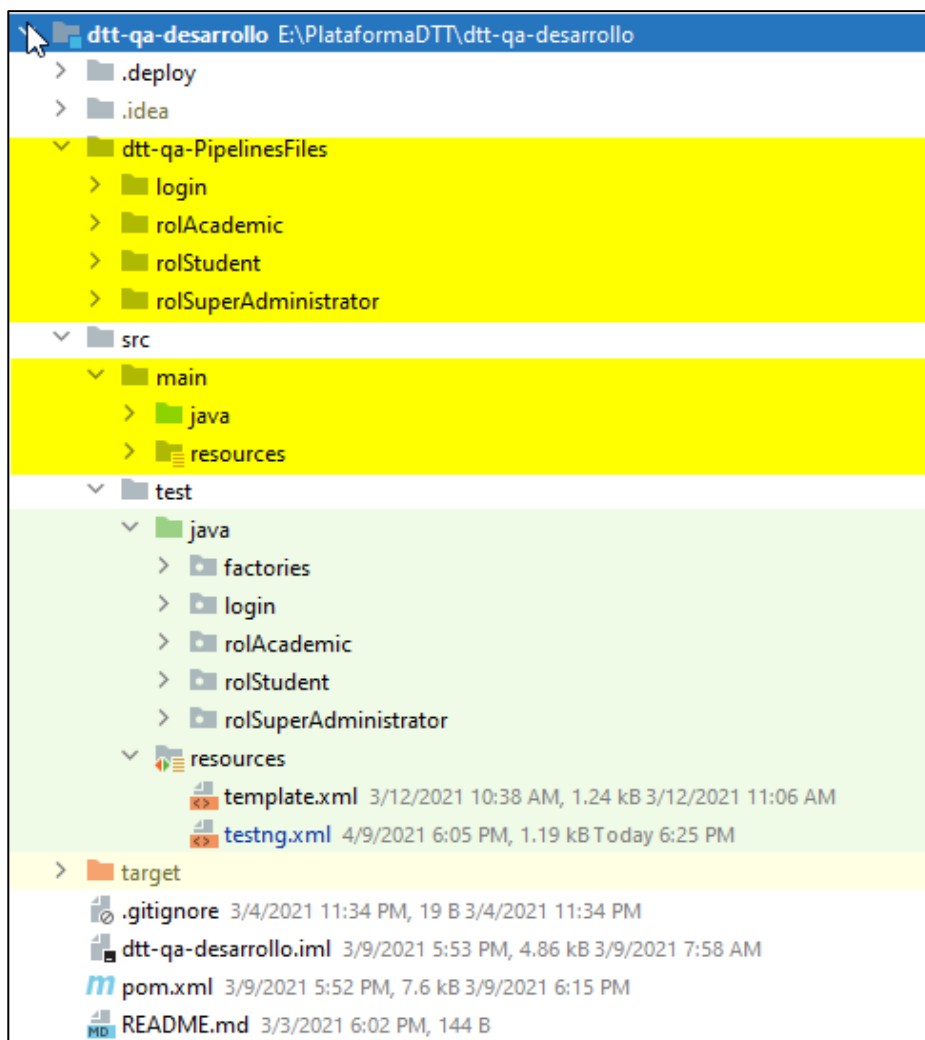 dtt-qa-desarrollo E:\PlataformaDTT\dtt-qa-desarrollo
.deploy
.idea
dtt-qa-PipelinesFiles
login
rolAcademic
rolStudent
rolSuperAdministrator
src
main
java
resources
test
java
factories
login
rolAcademic
rolStudent
rolSuperAdministrator
resources
template.xml 3/12/2021 10:38 AM, 1.24 kB 3/12/2021 11:06 AM
testng.xml 4/9/2021 6:05 PM, 1.19 kB Today 6:25 PM
target
.gitignore 3/4/2021 11:34 PM, 19 B 3/4/2021 11:34 PM
dtt-qa-desarrollo.iml 3/9/2021 5:53 PM, 4.86 kB 3/9/2021 7:58 AM
m pom.xml 3/9/2021 5:52 PM, 7.6 kB 3/9/2021 6:15 PM
MD README.md 3/3/2021 6:02 PM, 144 B